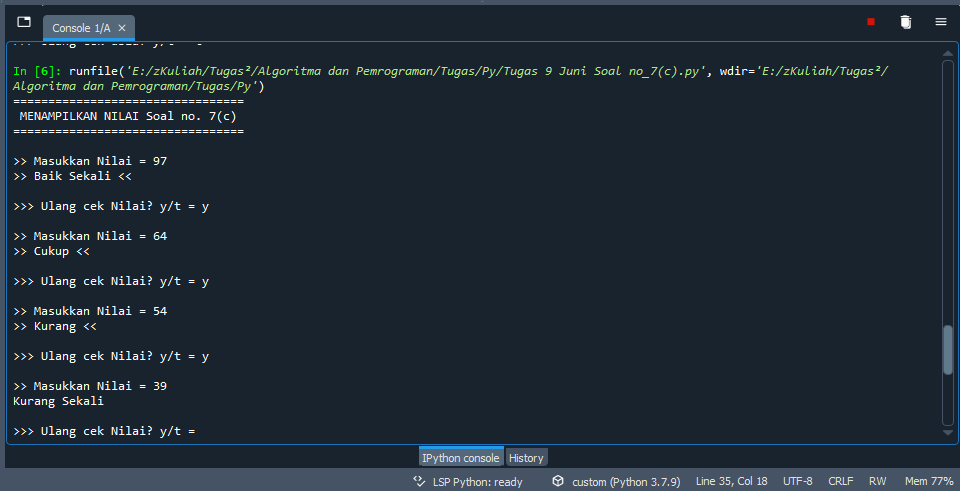 Console 1/A ×
In [6]: runfile('E:/zKuliah/Tugas²/Algoritma dan Pemrograman/Tugas/Py/Tugas 9 Juni Soal no_7(c).py', wdir='E:/zKuliah/Tugas²/
Algoritma dan Pemrograman/Tugas/Py')
=================================
MENAMPILKAN NILAI Soal no. 7(c)
=================================
>> Masukkan Nilai = 97
>> Baik Sekali <<
>>> Ulang cek Nilai? y/t = y
>> Masukkan Nilai = 64
>> Cukup <<
>>> Ulang cek Nilai? y/t = y
>> Masukkan Nilai = 54
>> Kurang <<
>>> Ulang cek Nilai? y/t = y
>> Masukkan Nilai = 39
Kurang Sekali
>>> Ulang cek Nilai? y/t =
IPython console History
LSP Python: ready custom (Python 3.7.9) Line 35, Col 18 UTF-8 CRLF RW Mem 77%